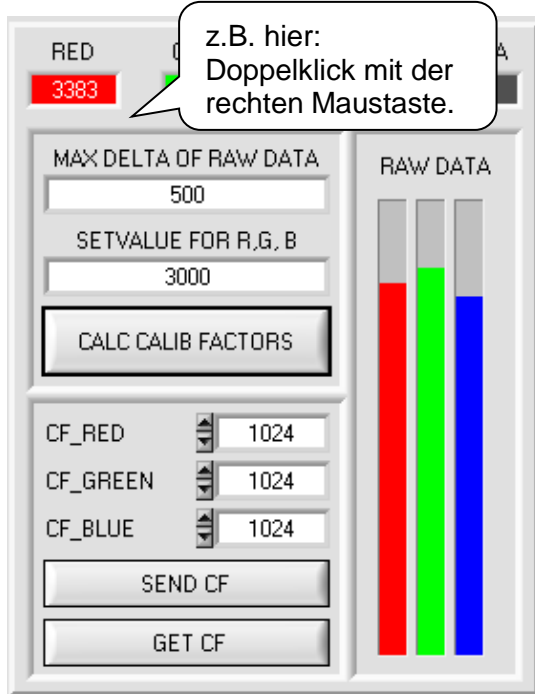 RED
z.B. hier:
Doppelklick mit der
rechten Maustaste.
3383
MAX DELTA OF RAW DATA
500
SETVALUE FOR R,G, B
3000
CALC CALIB FACTORS
RAW DATA
CF_RED 1024
CF_GREEN 1024
CF_BLUE 1024
SEND CF
GET CF